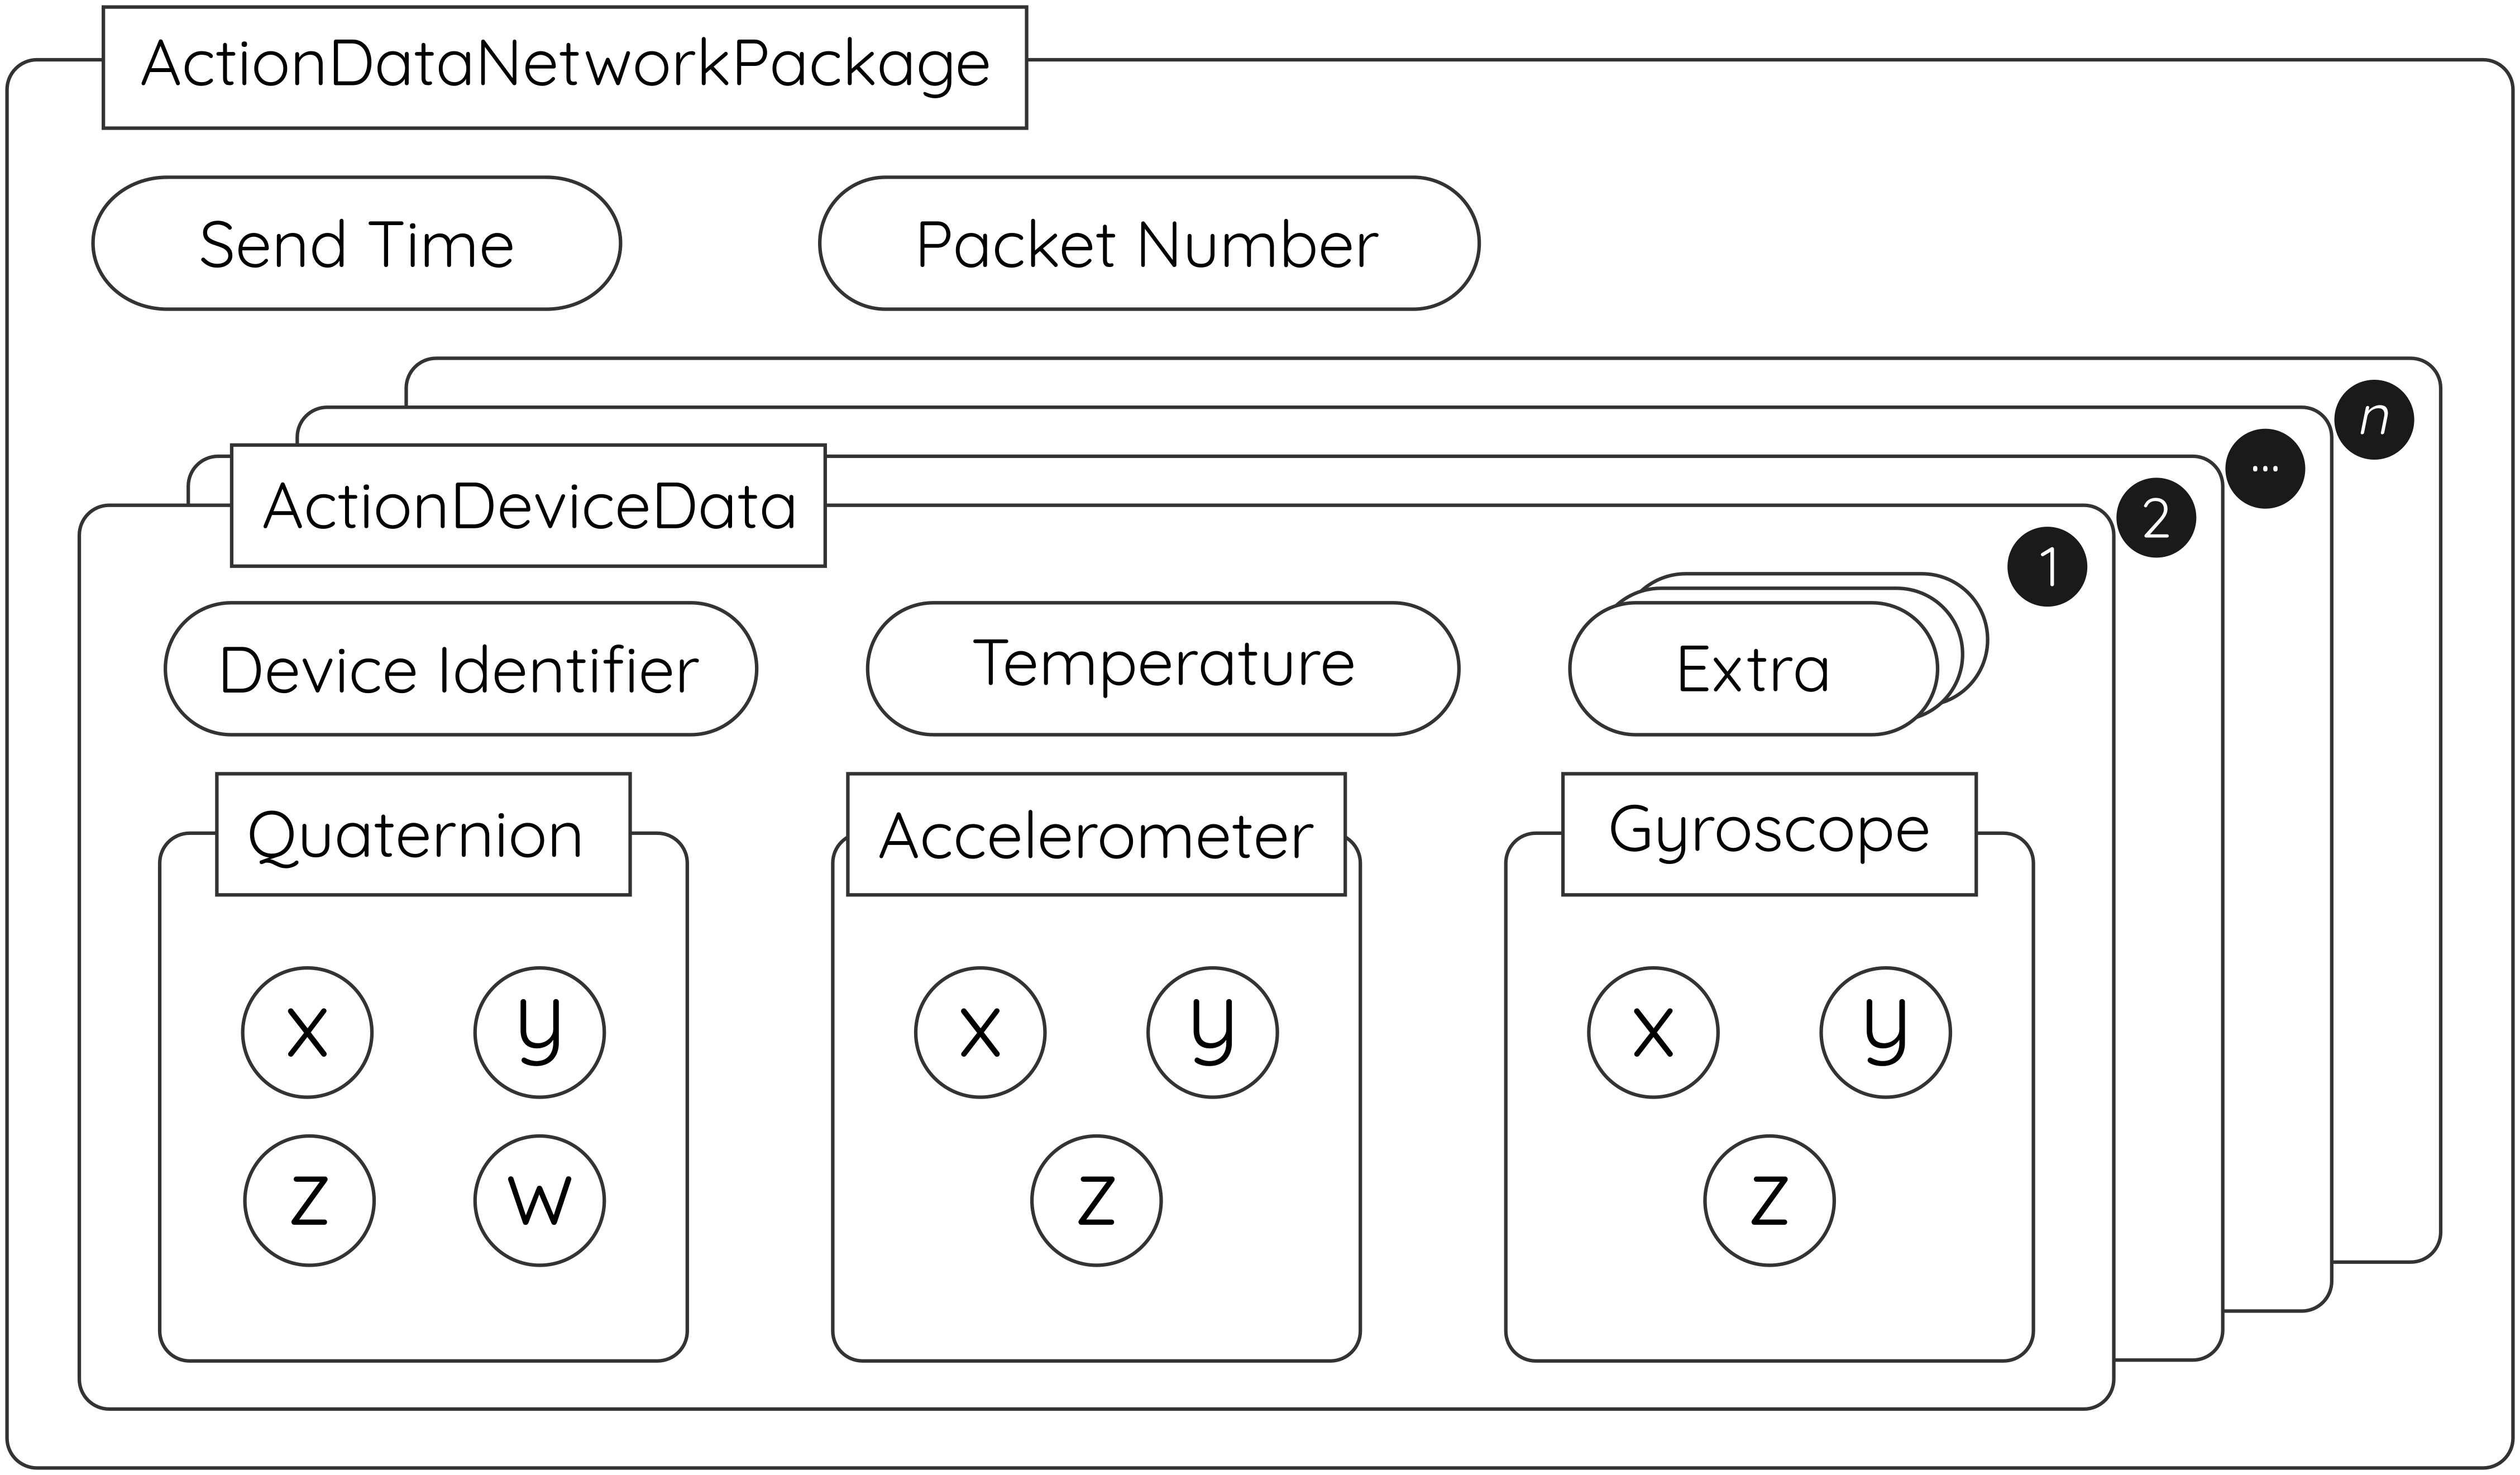 ActionDataNetworkPackage
Send Time
Packet Number
n
...
2
ActionDeviceData
1
Device Identifier
Temperature
Extra
Quaternion
Accelerometer
Gyroscope
x
y
x
y
x
y
z
w
z
z